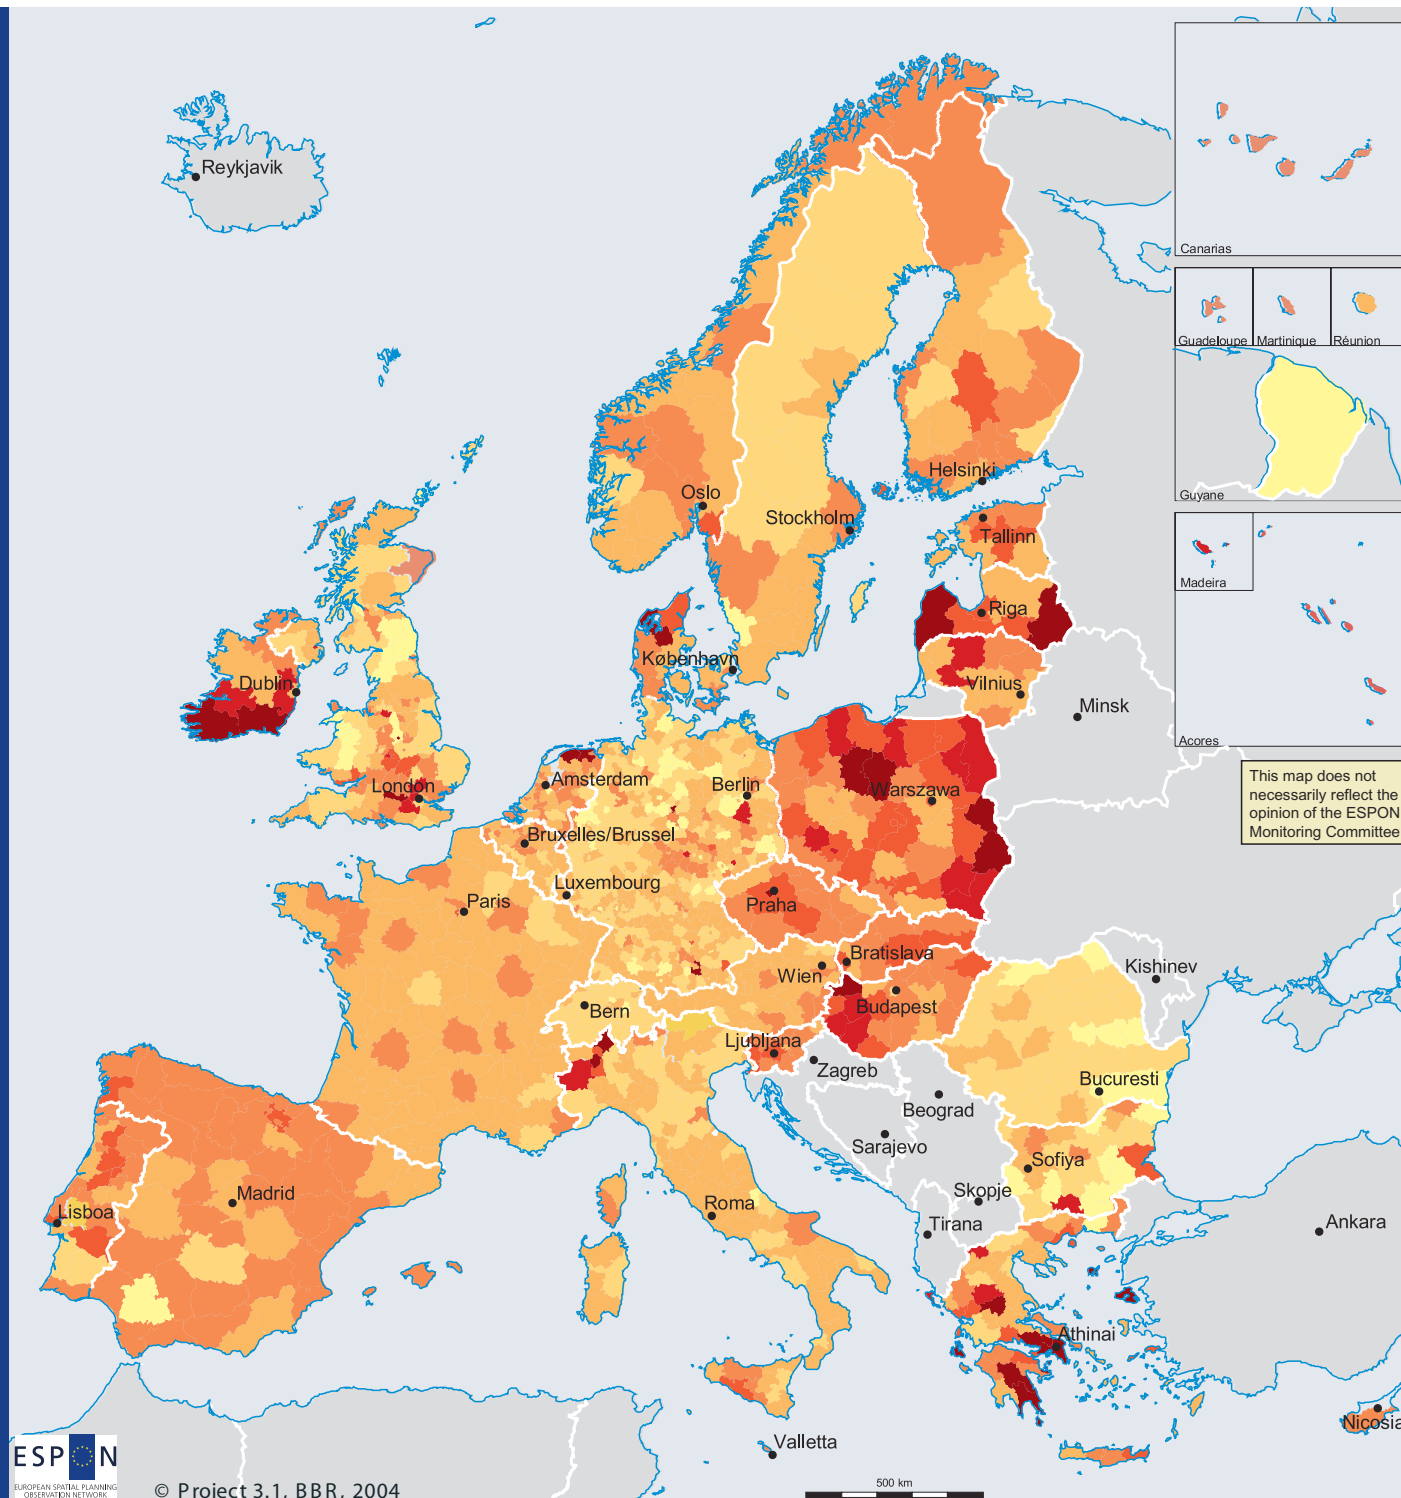 Reykjavik
Canarias
Guadeloupe
Martinique
Réunion
Guyane
Helsinki
Oslo
Stockholm
Tallinn
Madeira
Riga
Dublin
København
Vilnius
Minsk
Acores
This map does not
necessarily reflect the
opinion of the ESPON
Monitoring Committee
London
Amsterdam
Berlin
Warszawa
Bruxelles/Brussel
Luxembourg
Paris
Praha
Bratislava
Wien
Kishinev
Budapest
Bern
Ljubljana
Zagreb
Bucuresti
Beograd
Sarajevo
Sofiya
Madrid
Skopje
Lisboa
Roma
Tirana
Ankara
Athinai
Nicosia
Valletta
ESPON
EUROPEAN SPATIAL PLANNING
OBSERVATION NETWORK
© Project 3.1, BBR, 2004
500 km